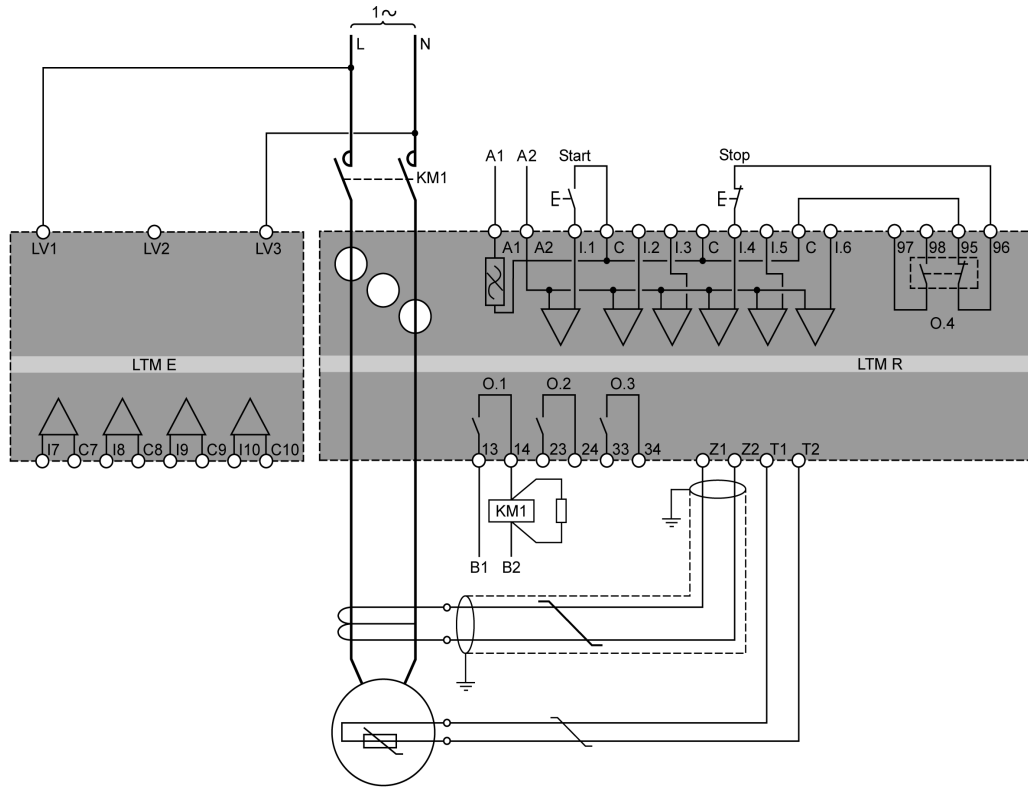 1~
L N
A1 A2 Start Stop
KM1
LV1 LV2 LV3
A1 A2 I.1 C I.2 I.3 C I.4 I.5 C I.6 97 98 95 96
O.4
LTM E LTM R
O.1 O.2 O.3
I7 C7 I8 C8 I9 C9 I10 C10
13 14 23 24 33 34 Z1 Z2 T1 T2
KM1
B1 B2